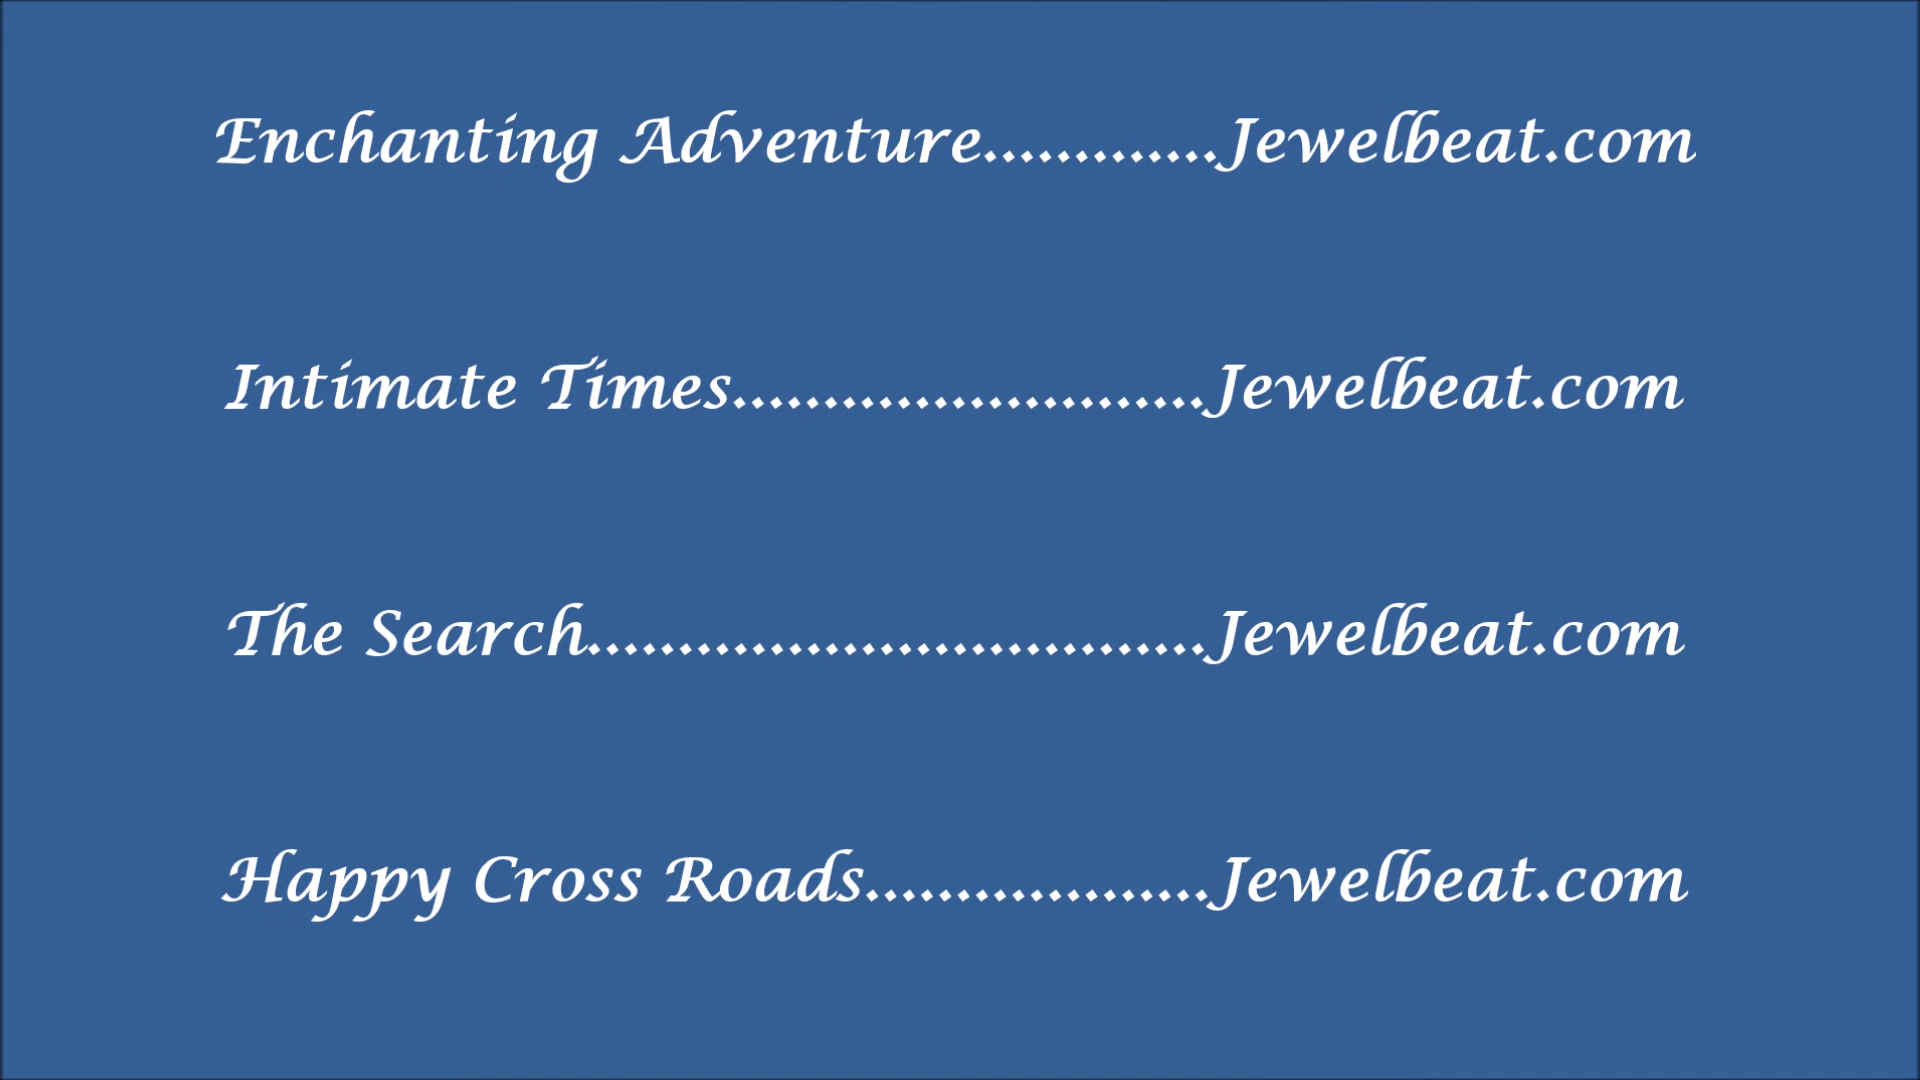 Enchanting Adventure.............Jewelbeat.com
Intimate Times..........................Jewelbeat.com
The Search..................................Jewelbeat.com
Happy Cross Roads...................Jewelbeat.com